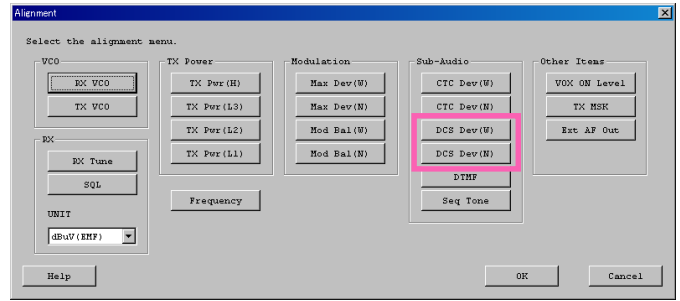 Alignment
Select the alignment menu.
VCO
RX VCO
TX VCO
RX
RX Tune
SQL
UNIT
dBuV(EMF)
TX Power
TX Pwr(H)
TX Pwr(L3)
TX Pwr(L2)
TX Pwr(L1)
Frequency
Modulation
Max Dev(W)
Max Dev(N)
Mod Bal(W)
Mod Bal(N)
Sub-Audio
CTC Dev(W)
CTC Dev(N)
DCS Dev(W)
DCS Dev(N)
DTMF
Seq Tone
Other Items
VOX ON Level
TX MSK
Ext AF Out
Help
OK
Cancel